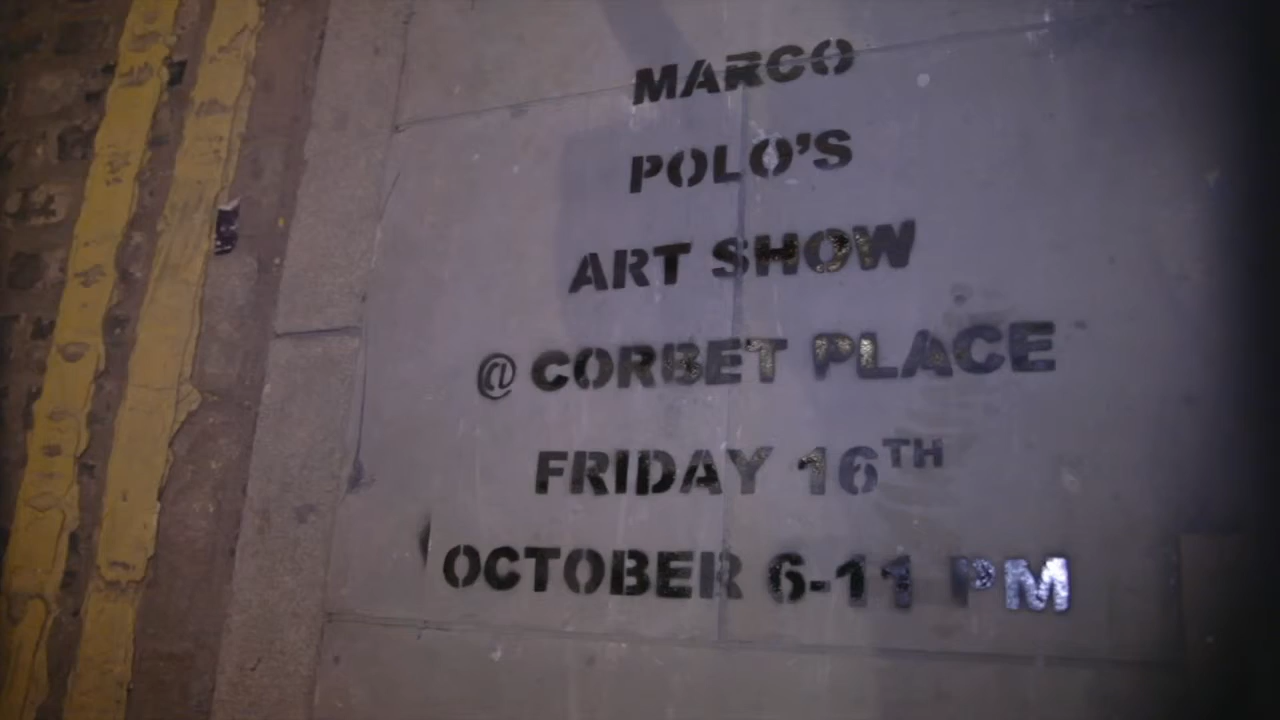 MARCO
POLO'S
ART SHOW
@ CORBET PLACE
FRIDAY 16TH
OCTOBER 6-11 PM